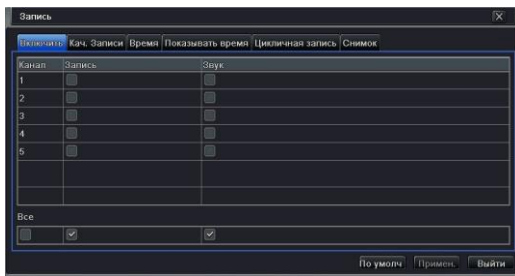 Запись
Включить Кач. Записи Время Показывать время Цикличная запись Снимок
Канал Запись Звук
1
2
3
4
5
Все
По умолч Примен. Выйти